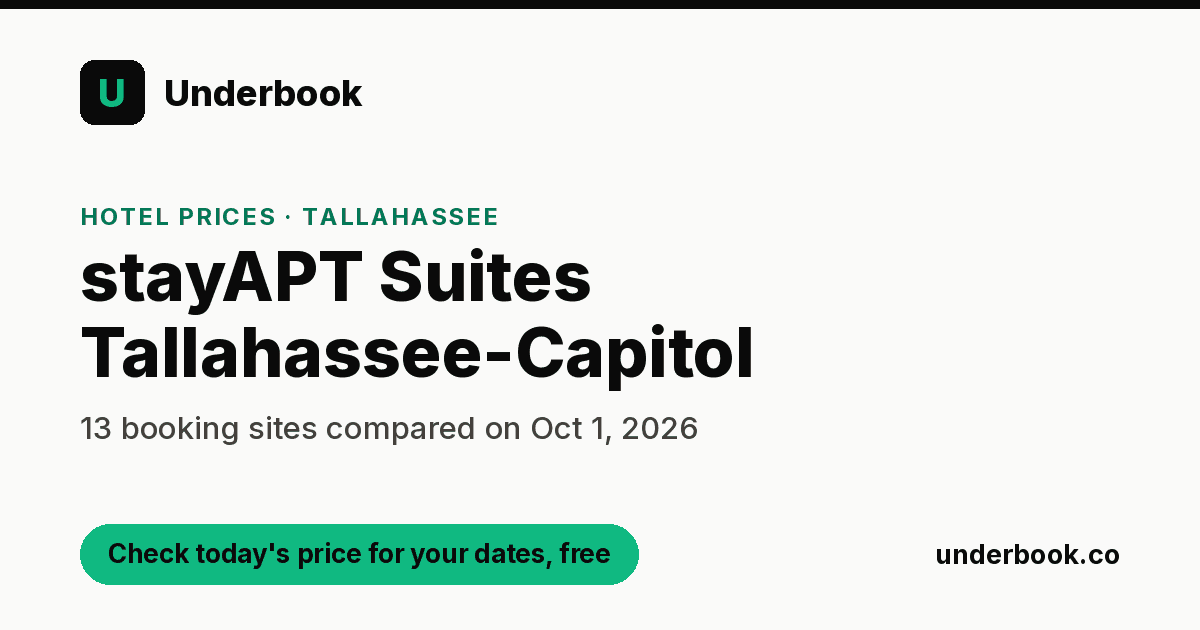 U
Underbook
HOTEL PRICES · TALLAHASSEE
stayAPT Suites
Tallahassee-Capitol
13 booking sites compared on Oct 1, 2026
Check today's price for your dates, free
underbook.co